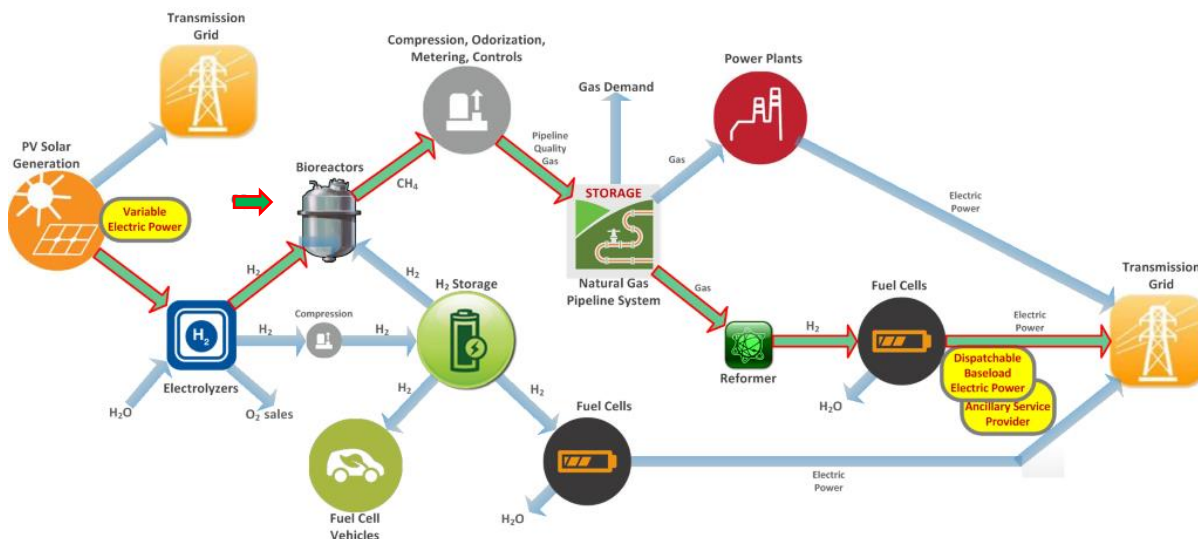 Transmission
Grid
Compression, Odorization,
Metering, Controls
Power Plants
Gas Demand
PV Solar
Generation
Pipeline
Quality
Gas
Gas
Bioreactors
CH₄
STORAGE
Variable
Electric Power
Electric
Power
H₂
H₂
H₂ Storage
Natural Gas
Pipeline System
Gas
Fuel Cells
Transmission
Grid
Compression
H₂
H₂
H₂
Electric
Power
H₂
Reformer
Electrolyzers
Dispatchable
Baseload
Electric Power
H₂O
O₂ sales
H₂
H₂
Fuel Cells
H₂O
Ancillary Service
Provider
Electric
Power
H₂O
Fuel Cell
Vehicles